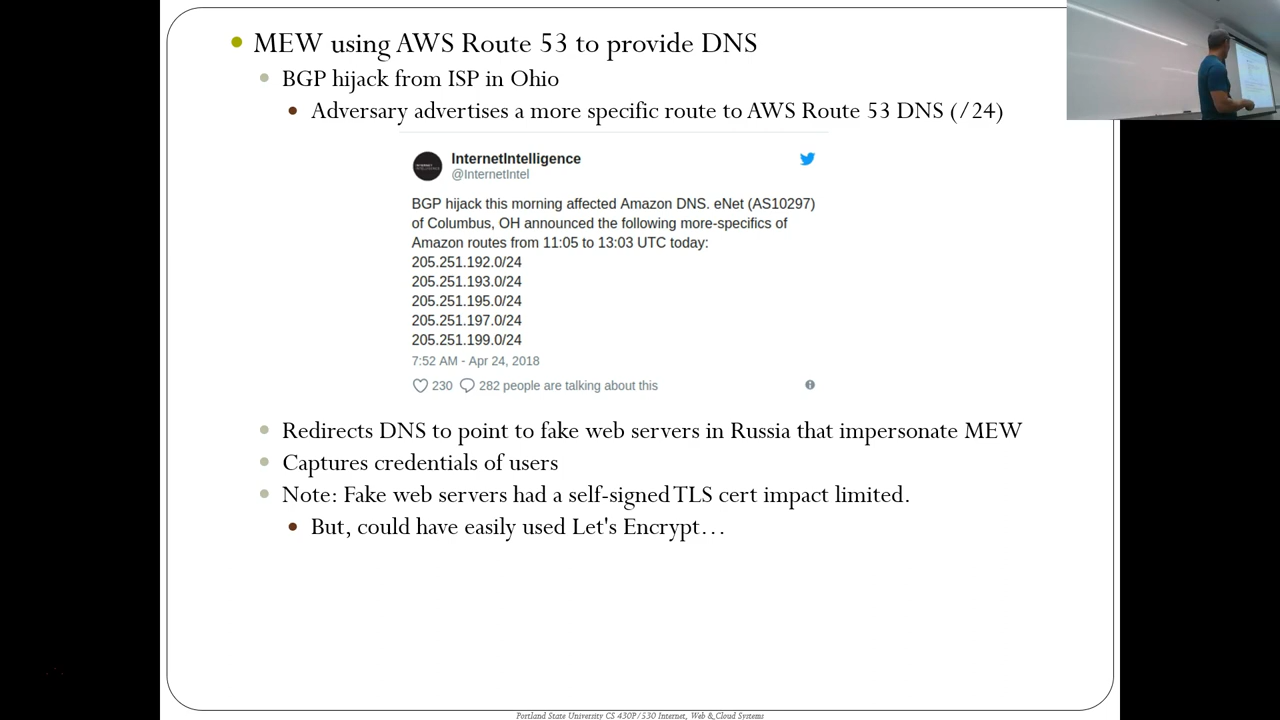 MEW using AWS Route 53 to provide DNS
BGP hijack from ISP in Ohio
Adversary advertises a more specific route to AWS Route 53 DNS (/24)
InternetIntelligence
@InternetIntel
BGP hijack this morning affected Amazon DNS. eNet (AS10297)
of Columbus, OH announced the following more-specifics of
Amazon routes from 11:05 to 13:03 UTC today:
205.251.192.0/24
205.251.193.0/24
205.251.195.0/24
205.251.197.0/24
205.251.199.0/24
7:52 AM - Apr 24, 2018
230 282 people are talking about this
Redirects DNS to point to fake web servers in Russia that impersonate MEW
Captures credentials of users
Note: Fake web servers had a self-signed TLS cert impact limited.
But, could have easily used Let's Encrypt…
Portland State University CS 430P/530 Internet, Web & Cloud Systems